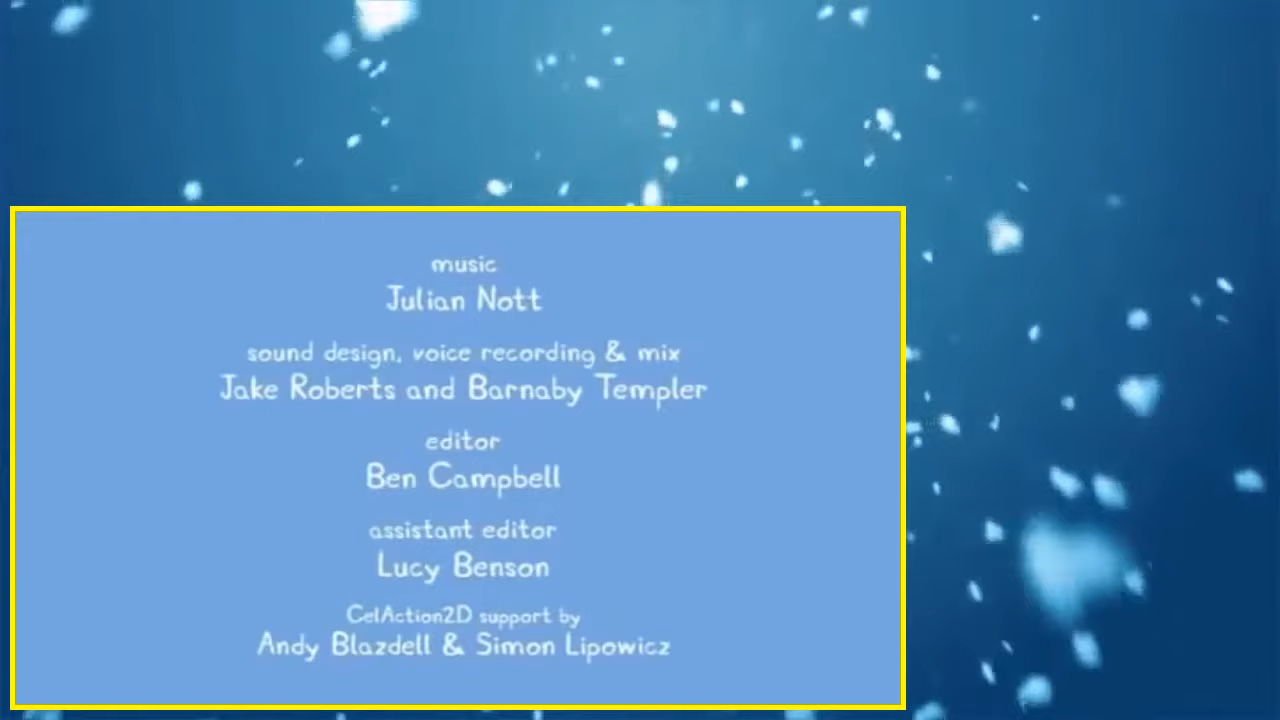 music
Julian Nott
sound design, voice recording & mix
Jake Roberts and Barnaby Templer
editor
Ben Campbell
assistant editor
Lucy Benson
CelAction2D support by
Andy Blazdell & Simon Lipowicz